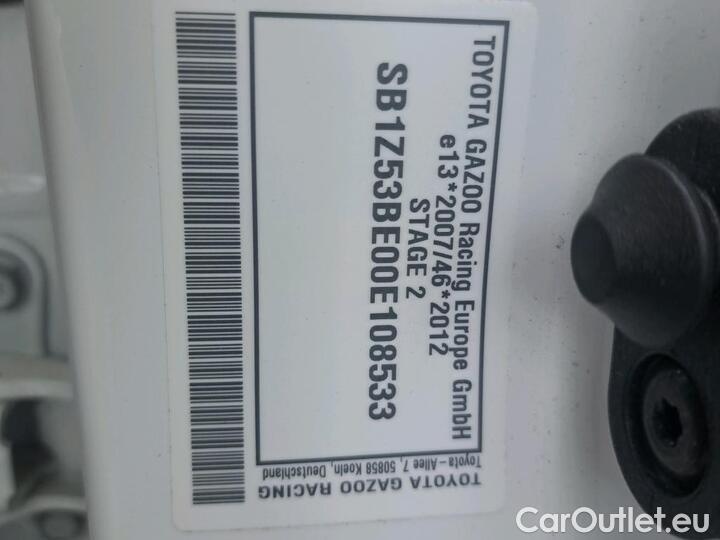 TOYOTA GAZOO Racing Europe GmbH
e13*2007/46*2012
STAGE 2
SB1Z53BE00E108533
Toyota-Allee 7, 50858 Koeln, Deutschland
TOYOTA GAZOO RACING
CarOutlet.eu